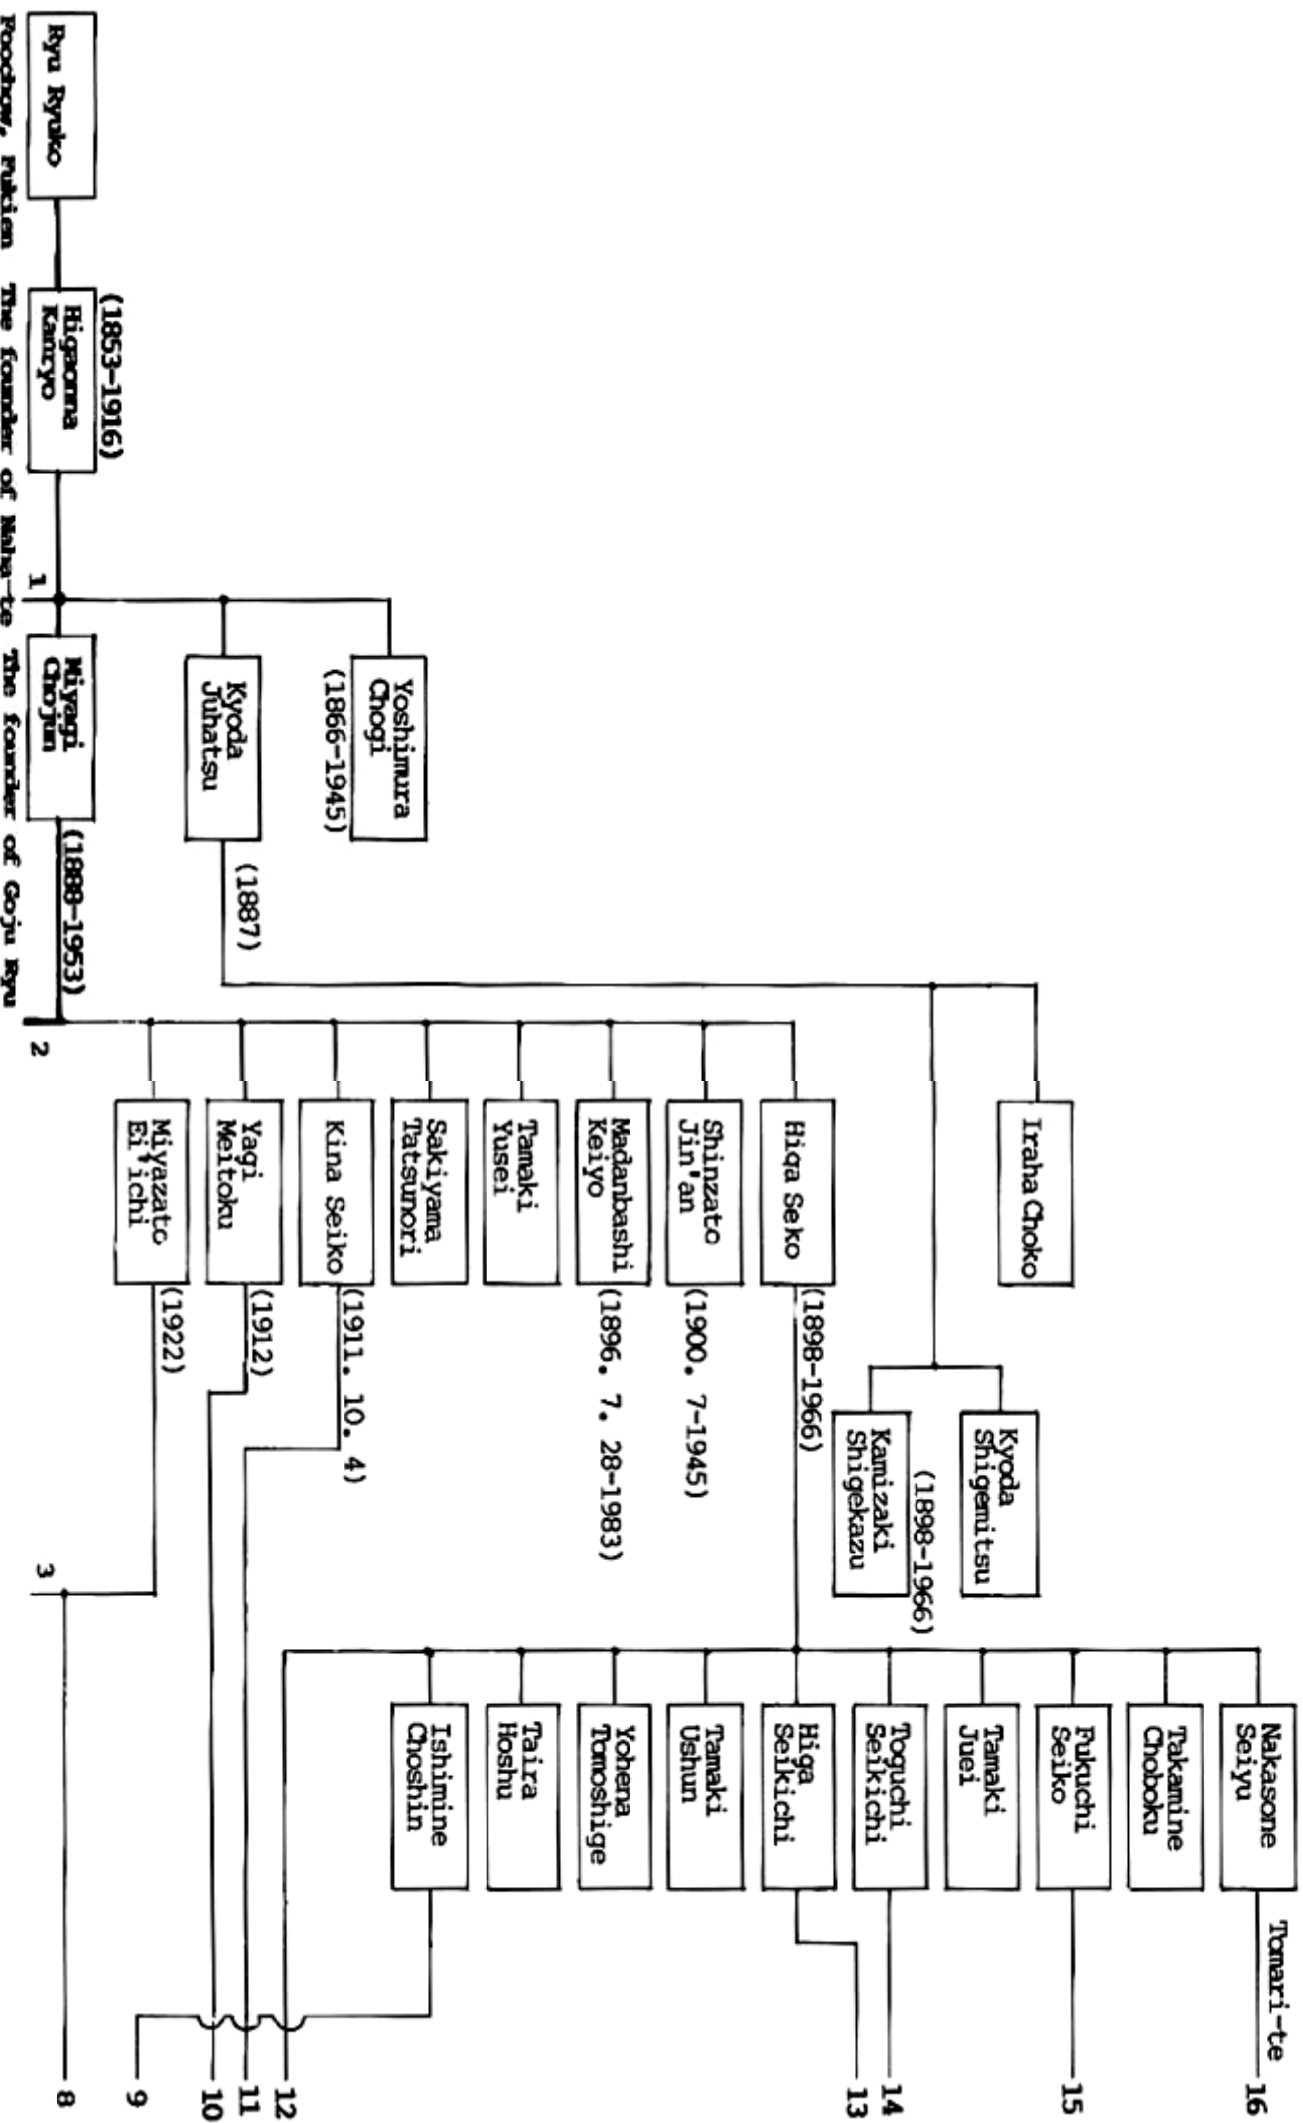 Tomari-te
Nakasone
Seiyu
16
Takamine
Choboku
Fukuchi
Seiko
15
Iraha Choko
Kyoda
Shigemitsu
Tamaki
Juei
(1898-1966)
Kamizaki
Shigekazu
Toguchi
Seikichi
14
13
(1898-1966)
Higa Seko
Higa
Seikichi
Shinzato
Jin'an
(1900. 7-1945)
Tamaki
Ushun
Madanbashi
Keiyo
(1896. 7. 28-1983)
Yohena
Tomoshige
Tamaki
Yusei
Taira
Hoshu
Yoshimura
Chogi
(1866-1945)
Sakiyama
Tatsunori
Ishimine
Choshin
Kina Seiko
(1911. 10. 4)
12
Kyoda
Juhatsu
(1887)
Yagi
Meitoku
(1912)
11
10
Miyazato
Ei'ichi
(1922)
9
(1853-1916)
Ryu Ryuko
Higaonna
Kanryo
Miyagi
Chojun
(1888-1953)
8
1
2
3
Foochow, Fukien The founder of Naha-te The founder of Goju Ryu